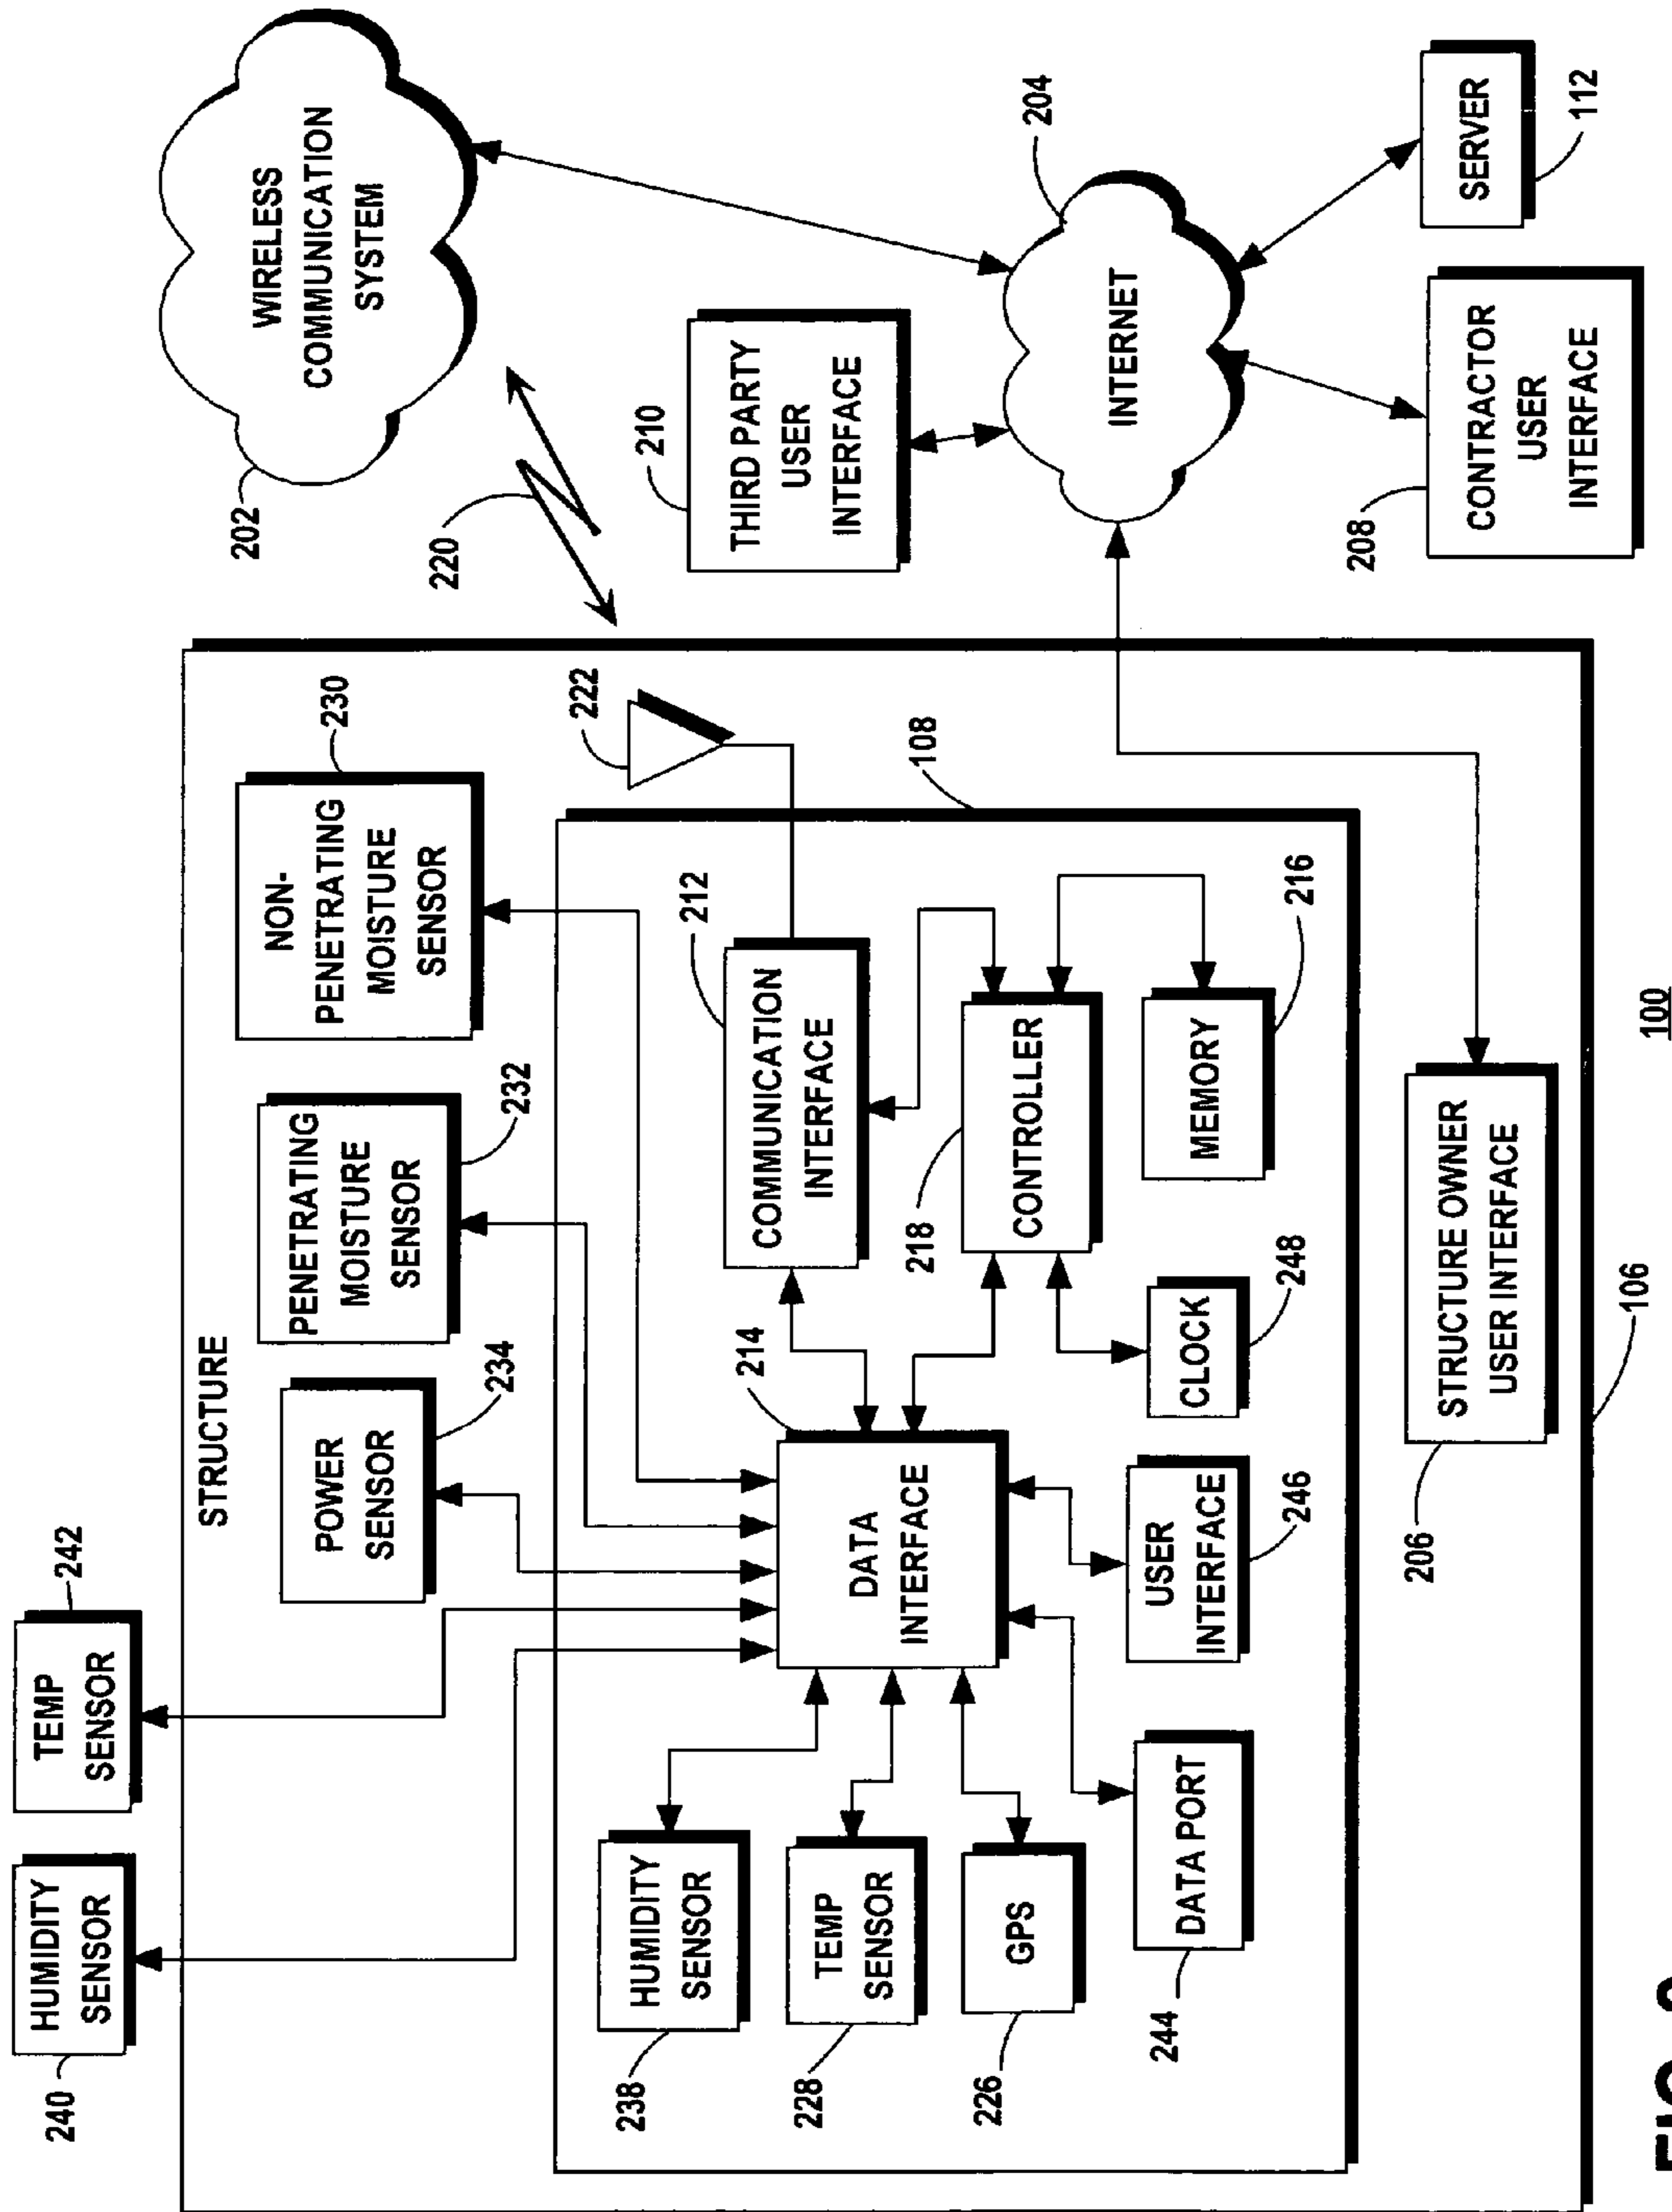 240
HUMIDITY
SENSOR
TEMP
SENSOR
242
STRUCTURE
POWER
SENSOR
234
PENETRATING
MOISTURE
SENSOR
232
NON-
PENETRATING
MOISTURE
SENSOR
230
202
WIRELESS
COMMUNICATION
SYSTEM
220
222
238
HUMIDITY
SENSOR
228
TEMP
SENSOR
226
GPS
244
DATA PORT
214
DATA
INTERFACE
USER
INTERFACE
246
212
COMMUNICATION
INTERFACE
218
CONTROLLER
CLOCK
248
MEMORY
216
108
210
THIRD PARTY
USER
INTERFACE
204
INTERNET
206
STRUCTURE OWNER
USER INTERFACE
106
208
CONTRACTOR
USER
INTERFACE
SERVER
112
100
FIG.